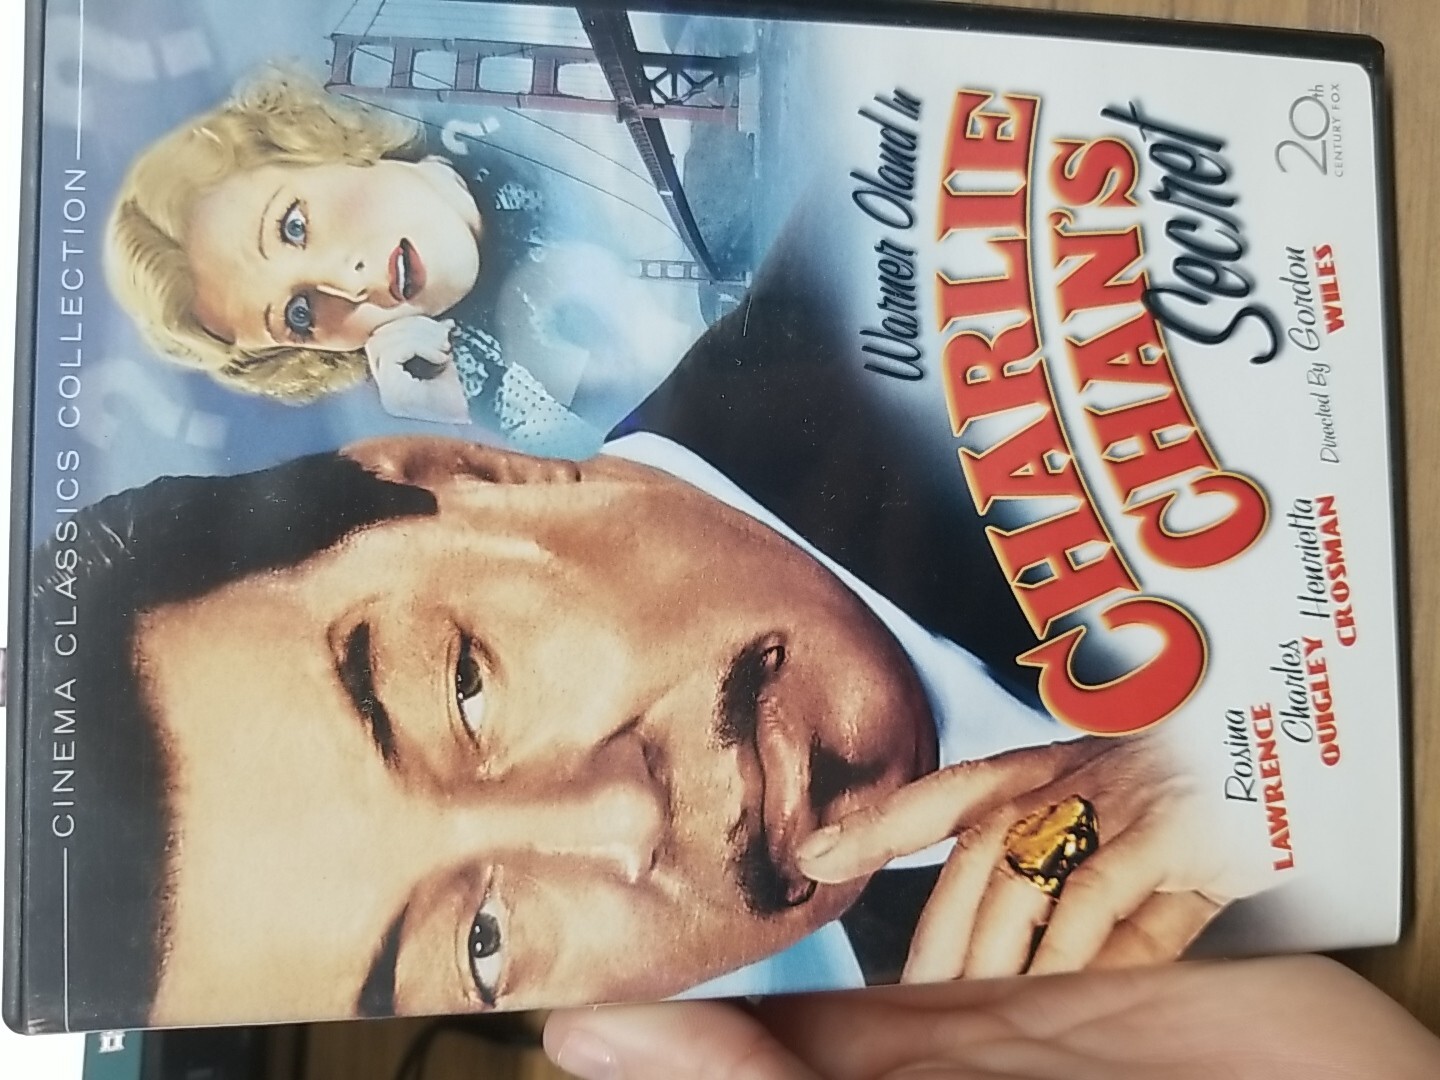 CINEMA CLASSICS COLLECTION
Warner Oland In
CHARLIE
CHAN'S
Secret
Rosina
LAWRENCE
Charles
QUIGLEY
Henrietta
CROSMAN
Directed By Gordon
WILES
20th
CENTURY FOX